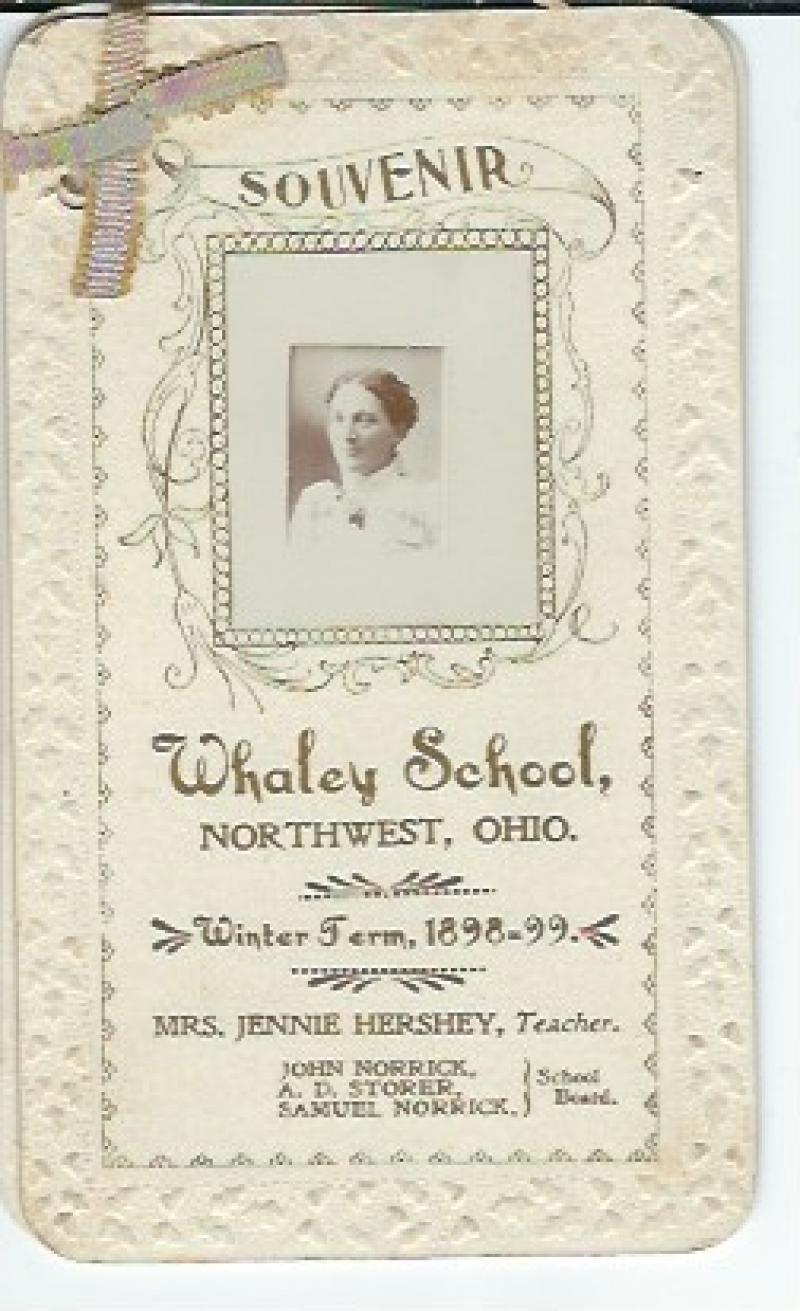 SOUVENIR
Whaley School,
NORTHWEST, OHIO.
Winter Term, 1898-99.
MRS. JENNIE HERSHEY, Teacher.
JOHN NORRICK,
A. D. STORER,
SAMUEL NORRICK,
School
Board.